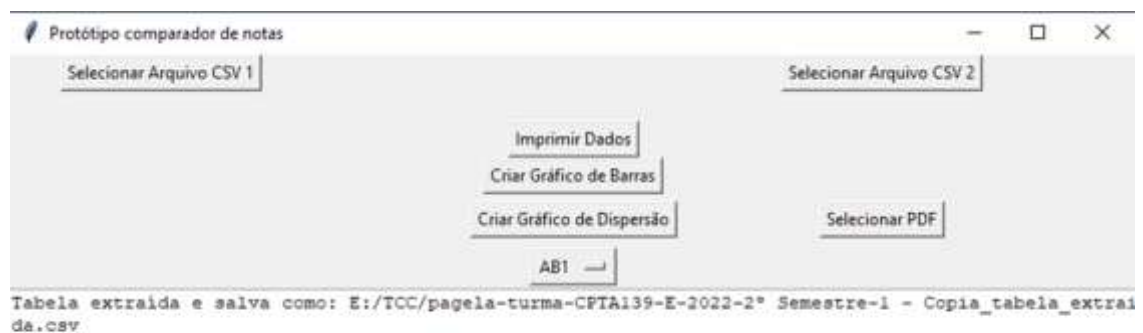 Protótipo comparador de notas
Selecionar Arquivo CSV 1
Selecionar Arquivo CSV 2
Imprimir Dados
Criar Gráfico de Barras
Criar Gráfico de Dispersão
Selecionar PDF
AB1
Tabela extraída e salva como: E:/TCC/pagela-turma-CPTA139-E-2022-2° Semestre-1 - Copia_tabela_extrai
da.csv